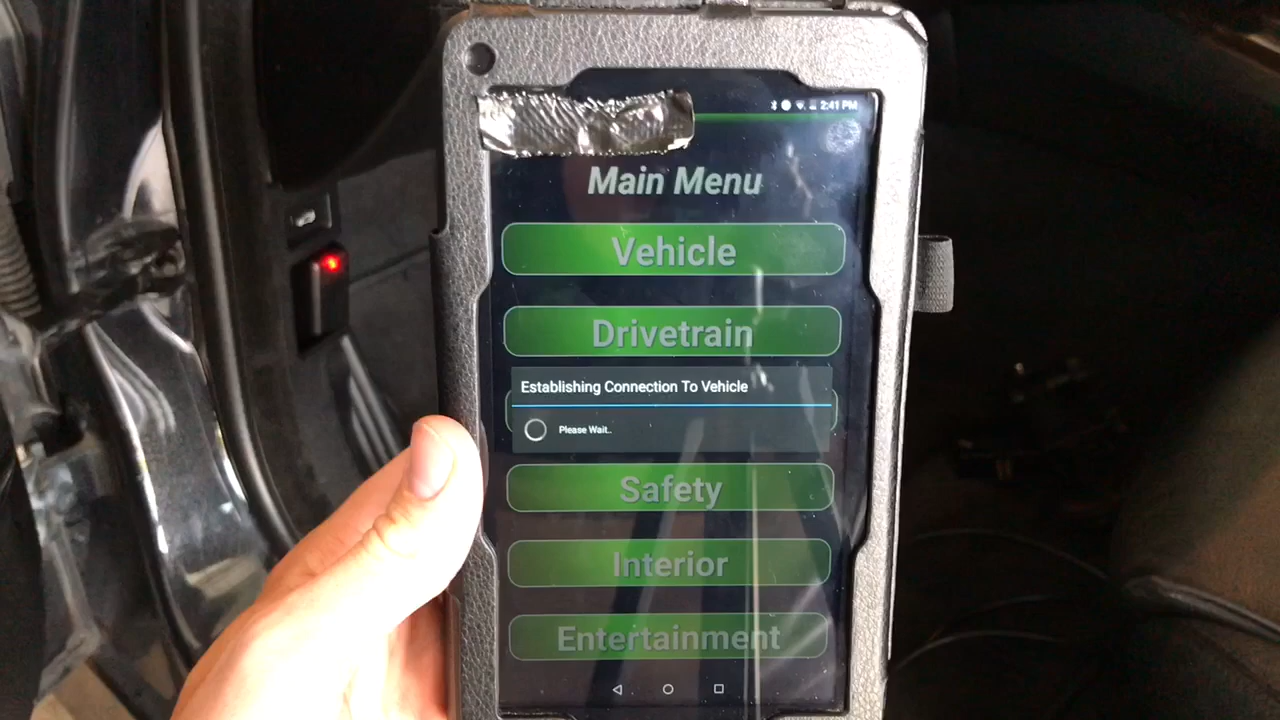 2:41 PM
Main Menu
Vehicle
Drivetrain
Establishing Connection To Vehicle
Please Wait..
Safety
Interior
Entertainment